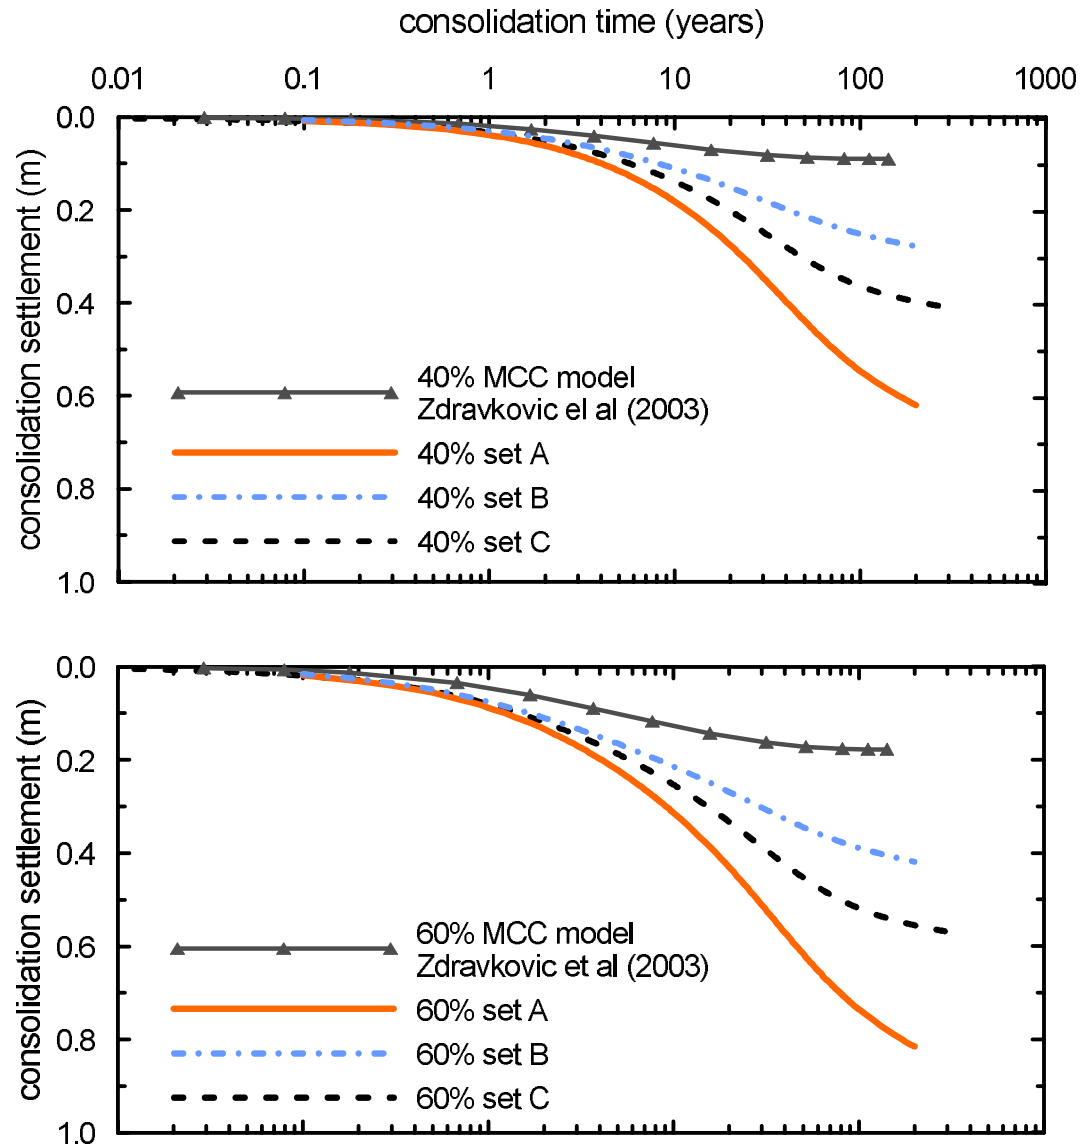 consolidation time (years)
0.01 0.1 1 10 100 1000
consolidation settlement (m)
0.0
0.2
0.4
0.6
0.8
1.0
40% MCC model
Zdravkovic el al (2003)
40% set A
40% set B
40% set C
consolidation settlement (m)
0.0
0.2
0.4
0.6
0.8
1.0
60% MCC model
Zdravkovic et al (2003)
60% set A
60% set B
60% set C